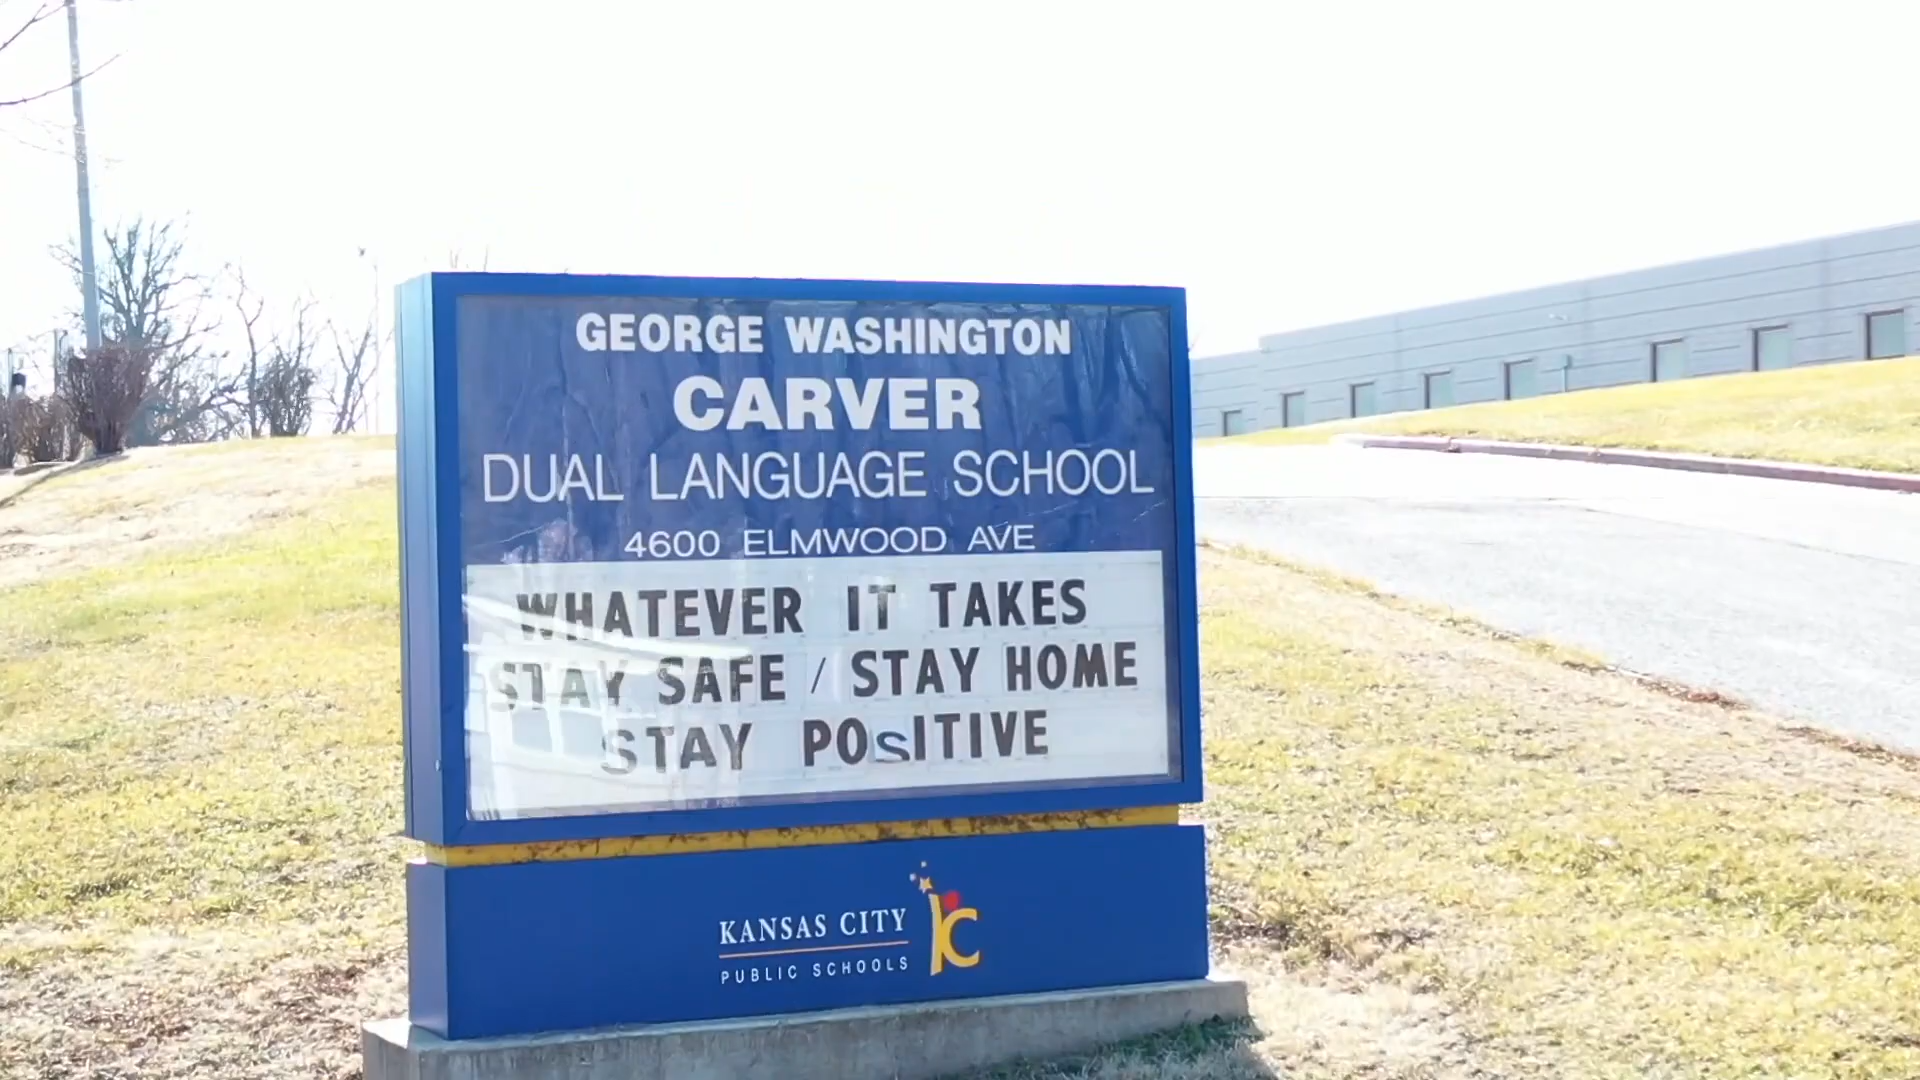 GEORGE WASHINGTON
CARVER
DUAL LANGUAGE SCHOOL
4600 ELMWOOD AVE
WHATEVER IT TAKES
STAY SAFE / STAY HOME
STAY POSITIVE
KANSAS CITY
PUBLIC SCHOOLS
KC